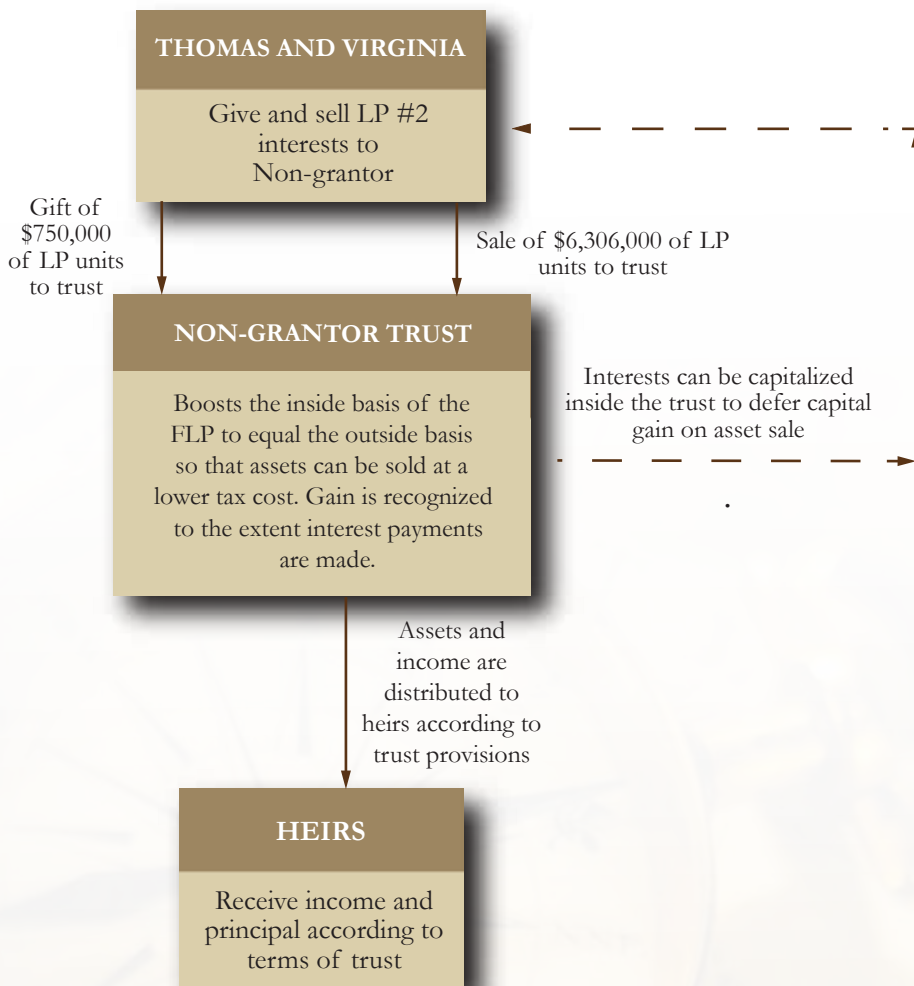 THOMAS AND VIRGINIA
Give and sell LP #2
interests to
Non-grantor
Gift of
$750,000
of LP units
to trust
Sale of $6,306,000 of LP
units to trust
NON-GRANTOR TRUST
Boosts the inside basis of the
FLP to equal the outside basis
so that assets can be sold at a
lower tax cost. Gain is recognized
to the extent interest payments
are made.
Interests can be capitalized
inside the trust to defer capital
gain on asset sale
.
Assets and
income are
distributed to
heirs according to
trust provisions
HEIRS
Receive income and
principal according to
terms of trust